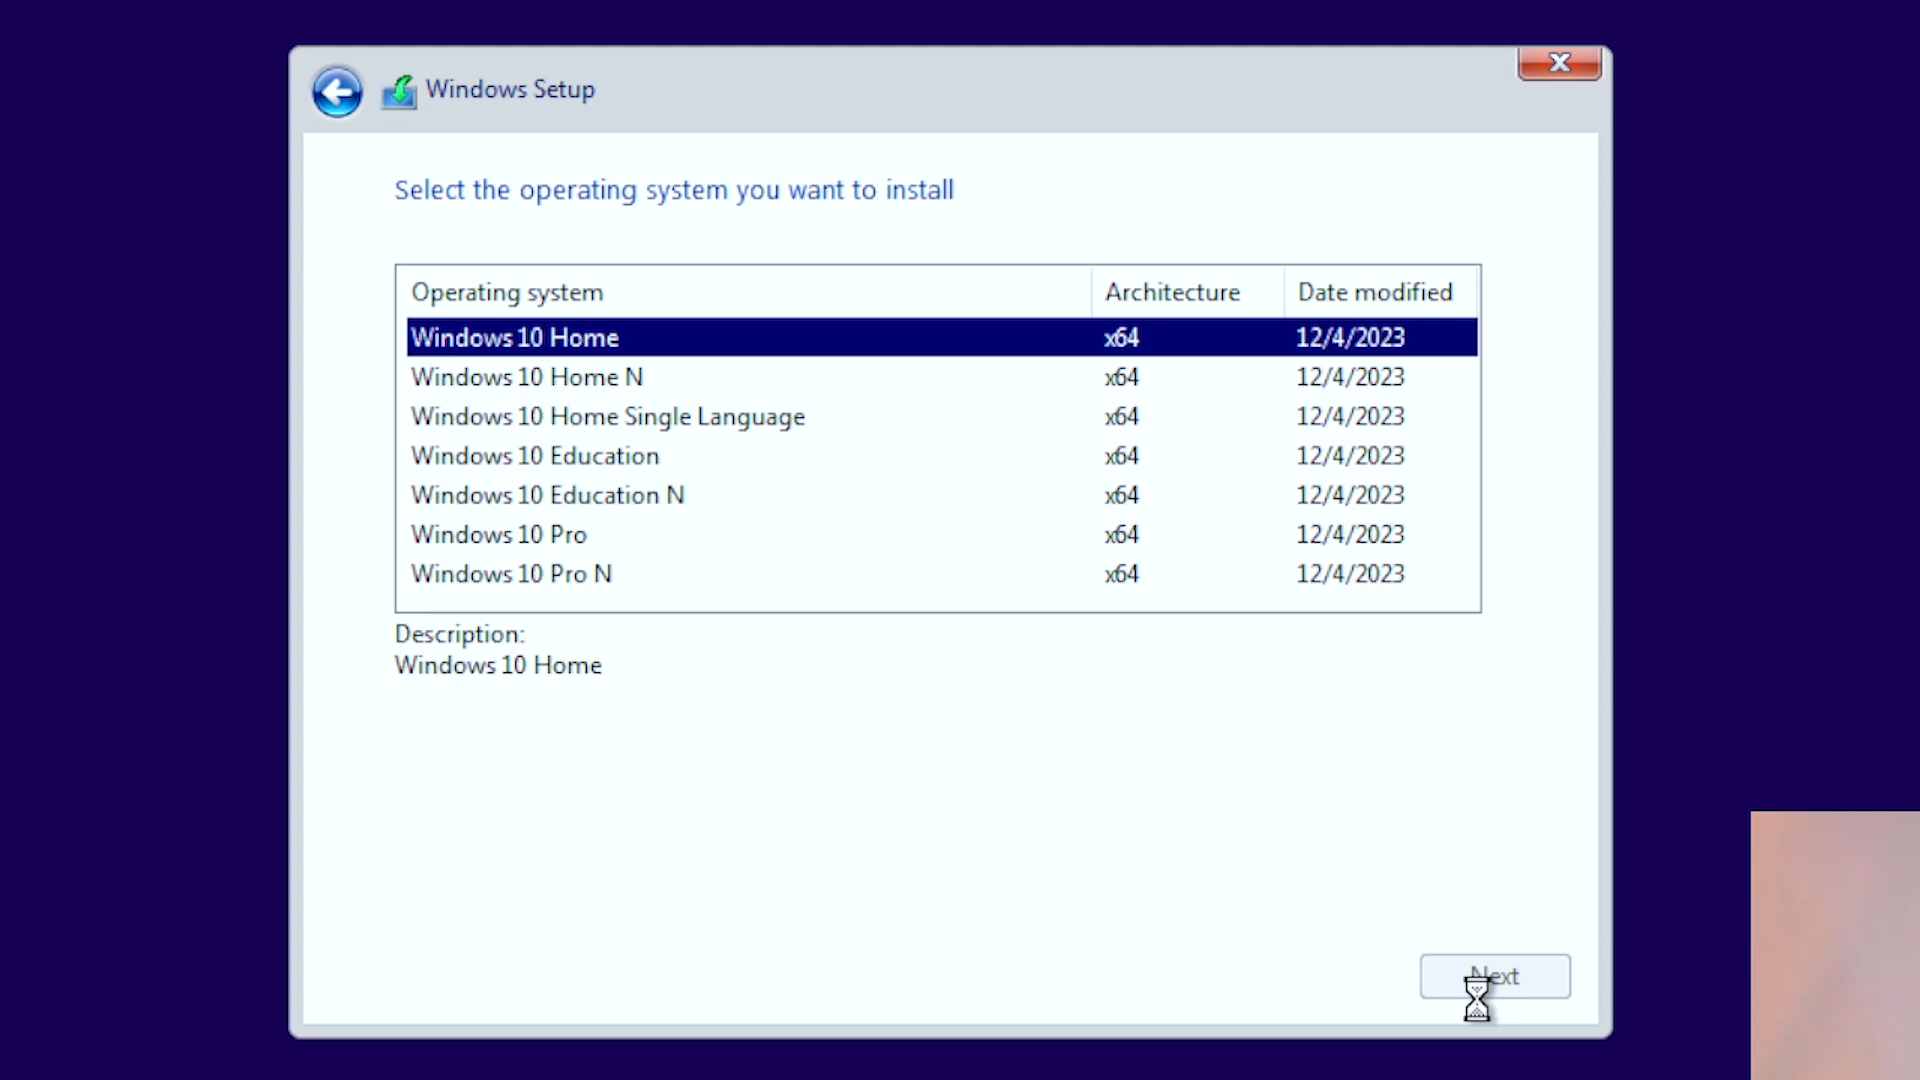 Windows Setup
Select the operating system you want to install
Operating system Architecture Date modified
Windows 10 Home x64 12/4/2023
Windows 10 Home N x64 12/4/2023
Windows 10 Home Single Language x64 12/4/2023
Windows 10 Education x64 12/4/2023
Windows 10 Education N x64 12/4/2023
Windows 10 Pro x64 12/4/2023
Windows 10 Pro N x64 12/4/2023
Description:
Windows 10 Home
Next